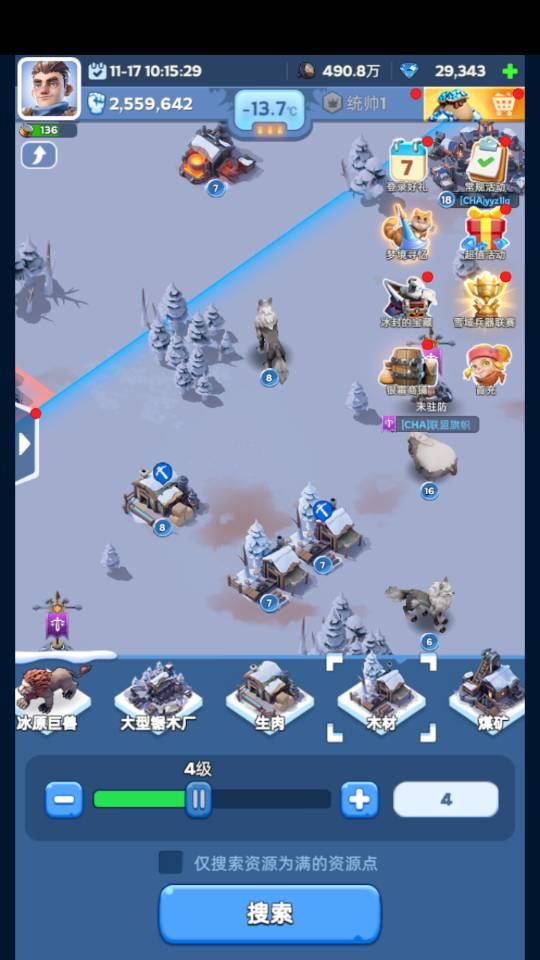 11-17 10:15:29
490.8万
29,343
2,559,642
-13.7℃
统帅1
136
7
7
登录好礼
常规活动
18 [CHA]yyz1lq
梦境寻忆
超值活动
冰封的宝藏
雪域兵器联赛
8
首充
未驻防
[CHA]联盟旗帜
16
8
7
7
6
冰原巨兽
大型锯木厂
生肉
木材
煤矿
4级
4
仅搜索资源为满的资源点
搜索